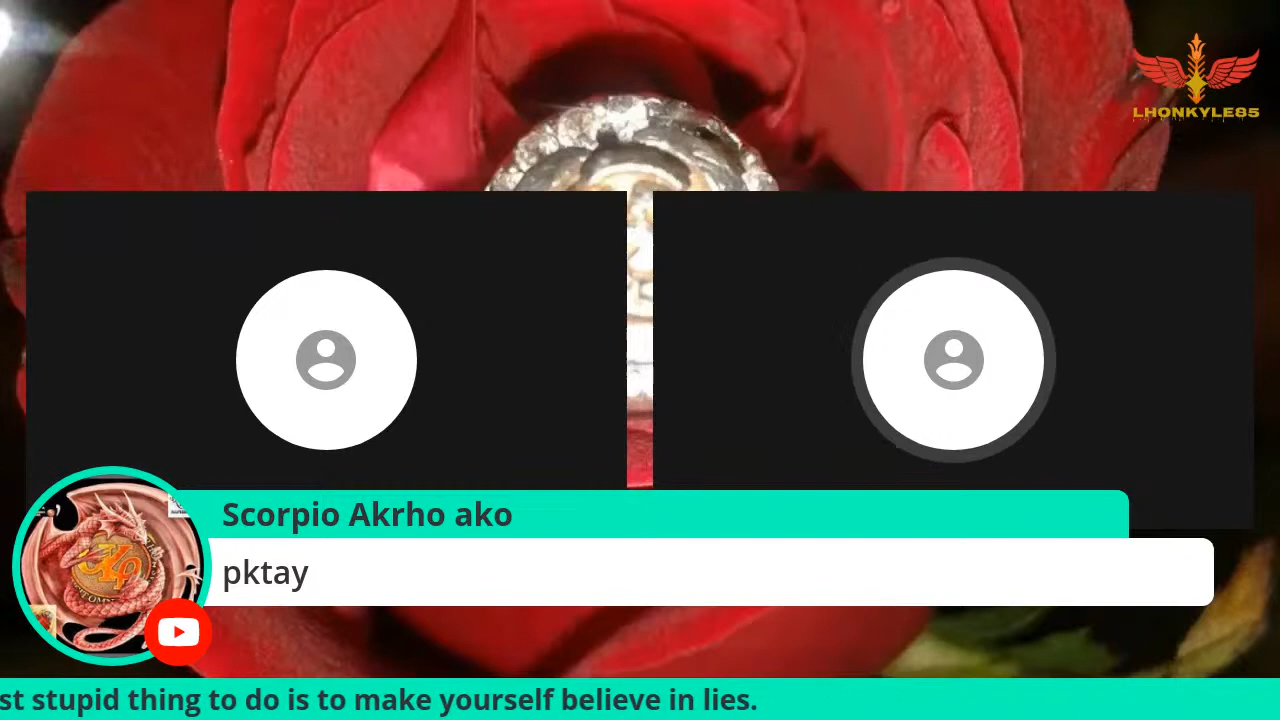 LHONKYLE85
Scorpio Akrho ako
pktay
st stupid thing to do is to make yourself believe in lies.